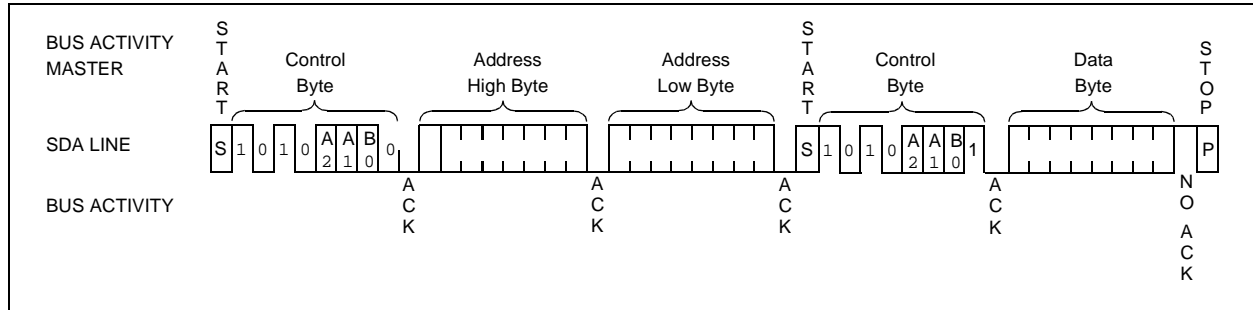 BUS ACTIVITY
MASTER
START
Control
Byte
Address
High Byte
Address
Low Byte
START
Control
Byte
Data
Byte
STOP
SDA LINE
S 1 0 1 0 A2 A1 B0 0
S 1 0 1 0 A2 A1 B0 1
P
BUS ACTIVITY
ACK
ACK
ACK
ACK
NO ACK